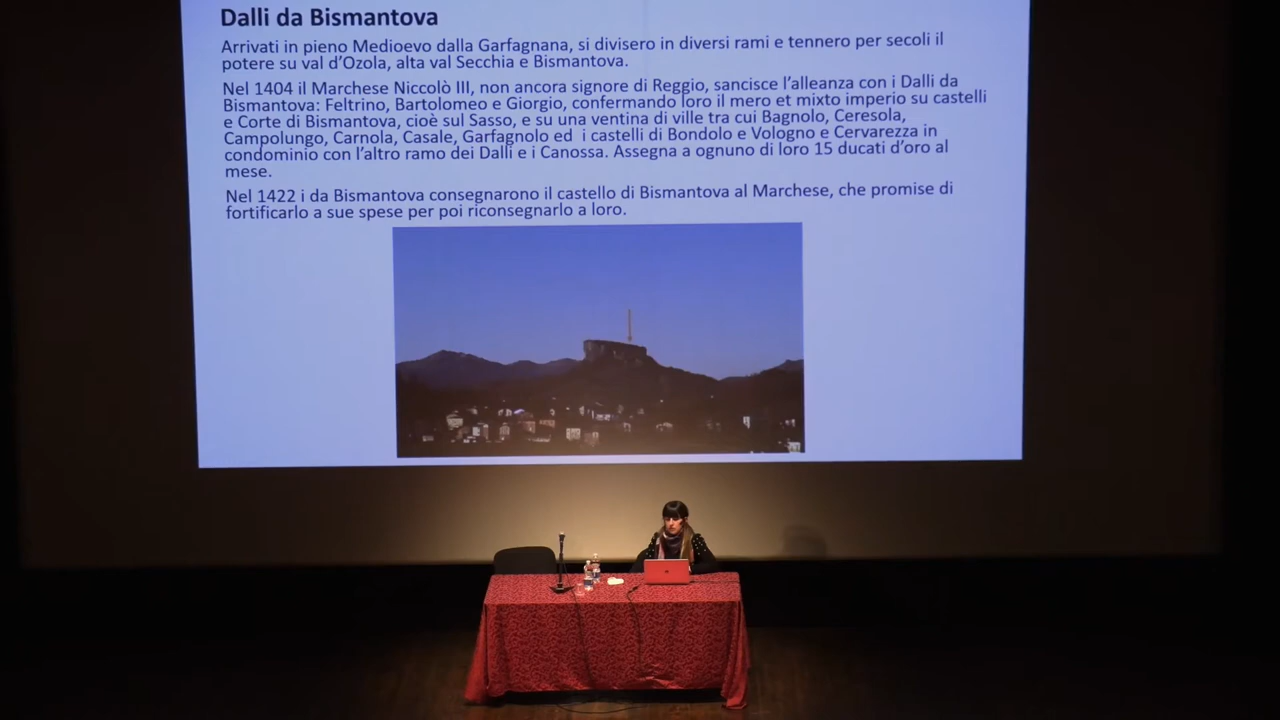 Dalli da Bismantova
Arrivati in pieno Medioevo dalla Garfagnana, si divisero in diversi rami e tennero per secoli il
potere su val d'Ozola, alta val Secchia e Bismantova.
Nel 1404 il Marchese Niccolò III, non ancora signore di Reggio, sancisce l'alleanza con i Dalli da
Bismantova: Feltrino, Bartolomeo e Giorgio, confermando loro il mero et mixto imperio su castelli
e Corte di Bismantova, cioè sul Sasso, e su una ventina di ville tra cui Bagnolo, Ceresola,
Campolungo, Carnola, Casale, Garfagnolo ed i castelli di Bondolo e Vologno e Cervarezza in
condominio con l'altro ramo dei Dalli e i Canossa. Assegna a ognuno di loro 15 ducati d'oro al
mese.
Nel 1422 i da Bismantova consegnarono il castello di Bismantova al Marchese, che promise di
fortificarlo a sue spese per poi riconsegnarlo a loro.